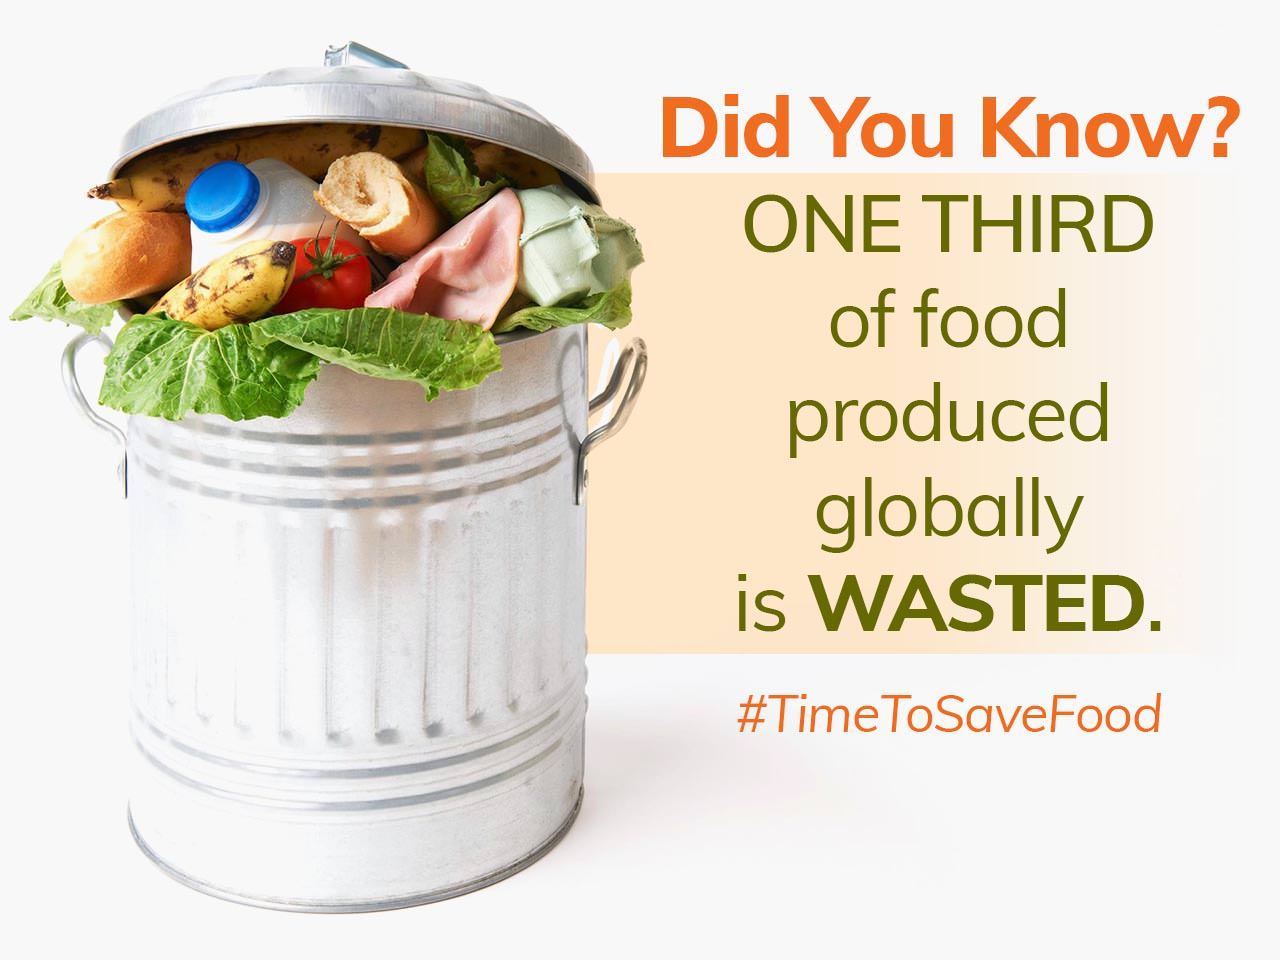 Did You Know?
ONE THIRD
of food
produced
globally
is WASTED.
#TimeToSaveFood